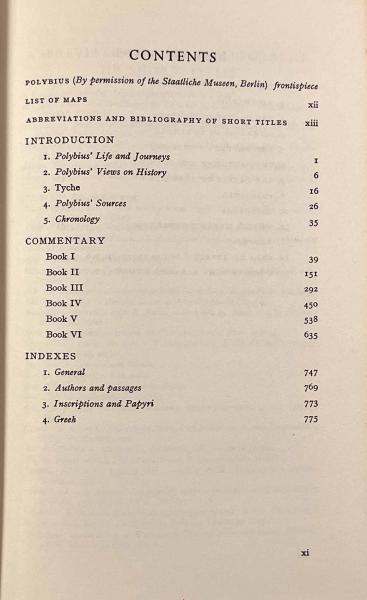 CONTENTS
POLYBIUS (By permission of the Staatliche Museen, Berlin) frontispiece
LIST OF MAPS xii
ABBREVIATIONS AND BIBLIOGRAPHY OF SHORT TITLES xiii
INTRODUCTION
1. Polybius' Life and Journeys 1
2. Polybius' Views on History 6
3. Tyche 16
4. Polybius' Sources 26
5. Chronology 35
COMMENTARY
Book I 39
Book II 151
Book III 292
Book IV 450
Book V 538
Book VI 635
INDEXES
1. General 747
2. Authors and passages 769
3. Inscriptions and Papyri 773
4. Greek 775
xi